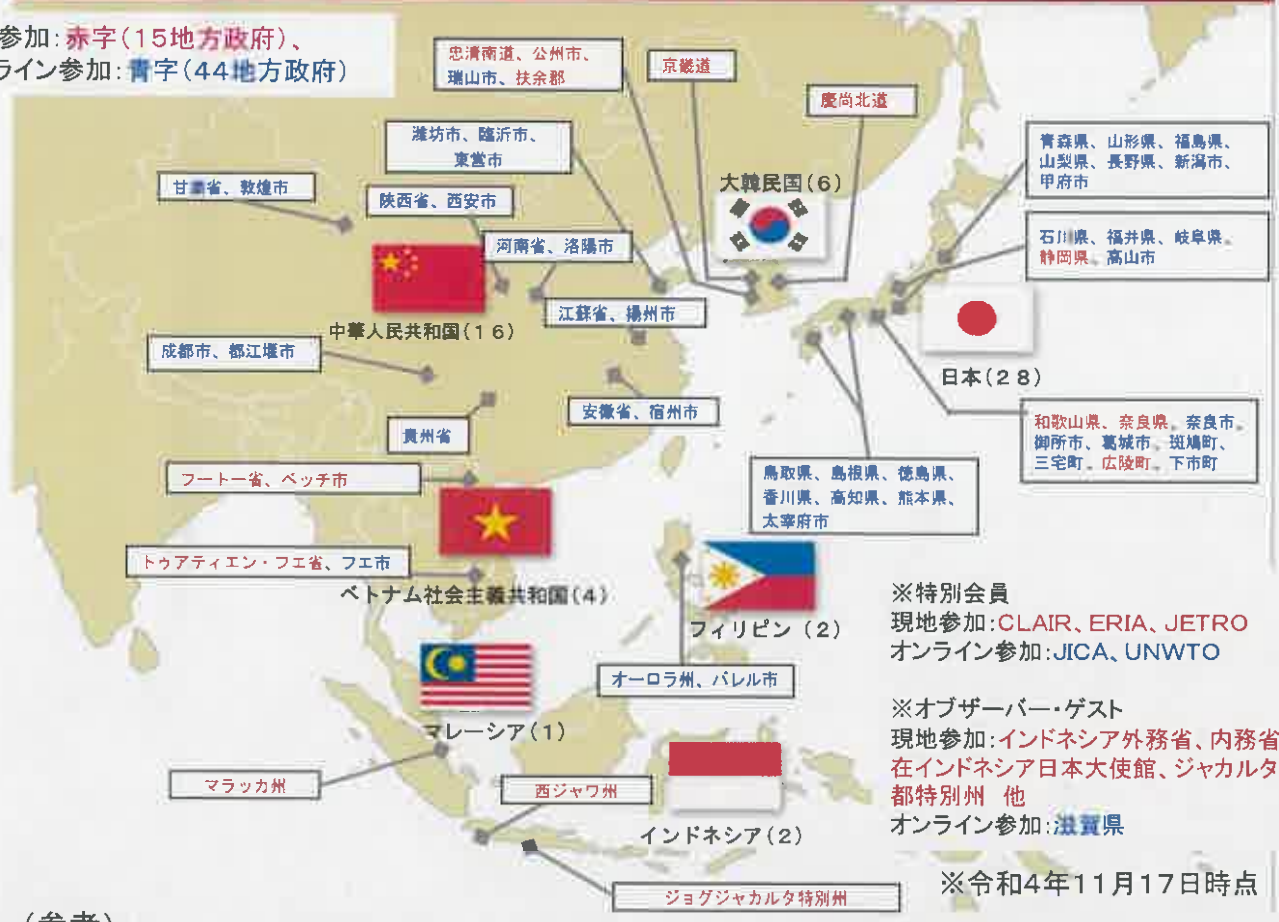 参加:赤字(15地方政府)、
ライン参加:青字(44地方政府)
忠清南道、公州市、
瑞山市、扶余郡
京畿道
慶尚北道
濰坊市、臨沂市、
東営市
青森県、山形県、福島県、
山梨県、長野県、新潟市、
甲府市
大韓民国(6)
甘粛省、敦煌市
陝西省、西安市
河南省、洛陽市
石川県、福井県、岐阜県、
静岡県、高山市
江蘇省、揚州市
中華人民共和国(16)
成都市、都江堰市
日本(28)
安徽省、宿州市
貴州省
和歌山県、奈良県、奈良市、
御所市、葛城市、斑鳩町、
三宅町、広陵町、下市町
フートー省、ベッチ市
鳥取県、島根県、徳島県、
香川県、高知県、熊本県、
太宰府市
トゥアティエン・フエ省、フエ市
ベトナム社会主義共和国(4)
フィリピン(2)
※特別会員
現地参加:CLAIR、ERIA、JETRO
オンライン参加:JICA、UNWTO
オーロラ州、バレル市
マレーシア(1)
※オブザーバー・ゲスト
現地参加:インドネシア外務省、内務省
在インドネシア日本大使館、ジャカルタ
都特別州 他
オンライン参加:滋賀県
マラッカ州
西ジャワ州
インドネシア(2)
※令和4年11月17日時点
ジョグジャカルタ特別州
(参考)